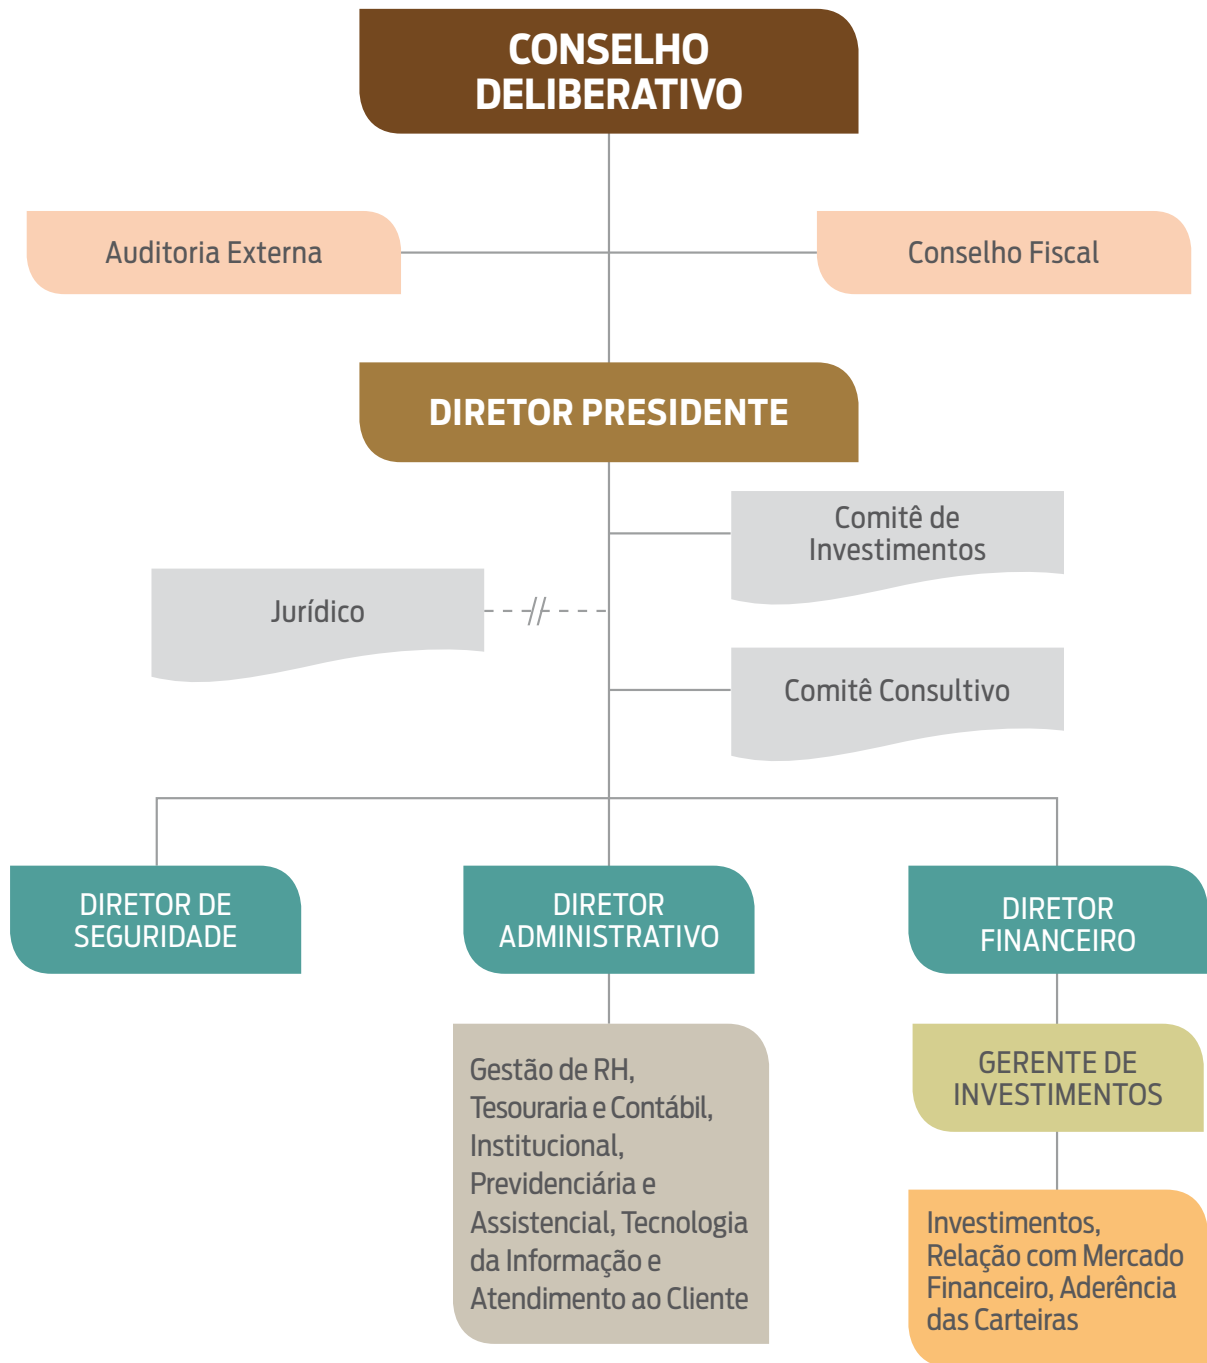 CONSELHO
DELIBERATIVO
Auditoria Externa
Conselho Fiscal
DIRETOR PRESIDENTE
Comitê de
Investimentos
Jurídico
Comitê Consultivo
DIRETOR DE
SEGURIDADE
DIRETOR
ADMINISTRATIVO
DIRETOR
FINANCEIRO
Gestão de RH,
Tesouraria e Contábil,
Institucional,
Previdenciária e
Assistencial, Tecnologia
da Informação e
Atendimento ao Cliente
GERENTE DE
INVESTIMENTOS
Investimentos,
Relação com Mercado
Financeiro, Aderência
das Carteiras